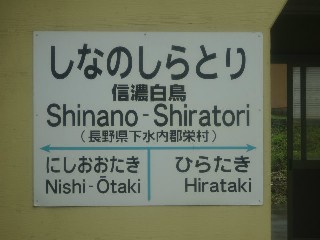 しなのしらとり
信濃白鳥
Shinano-Shiratori
(長野県下水内郡栄村)
にしおおたき ひらたき
Nishi-Ōtaki Hirataki